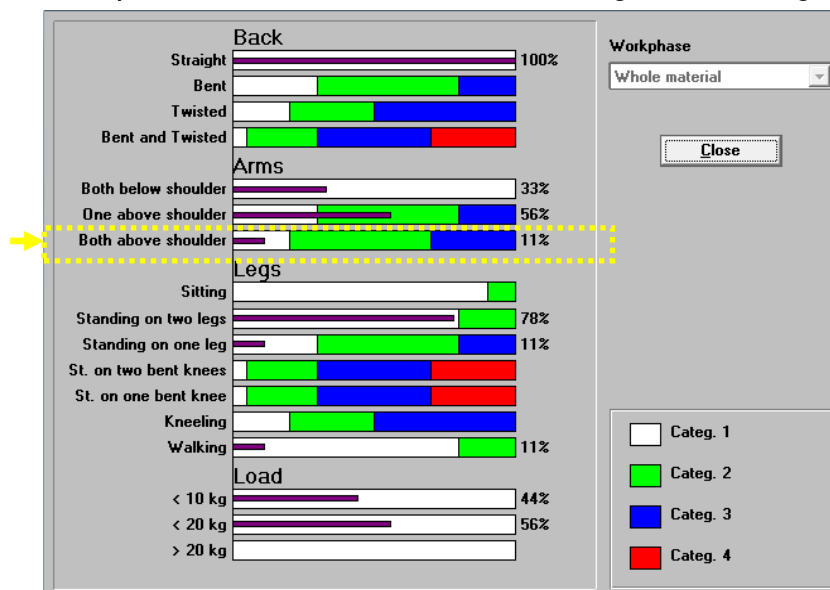 Back
Straight 100%
Bent
Twisted
Bent and Twisted
Arms
Both below shoulder 33%
One above shoulder 56%
Both above shoulder 11%
Legs
Sitting
Standing on two legs 78%
Standing on one leg 11%
St. on two bent knees
St. on one bent knee
Kneeling
Walking 11%
Load
< 10 kg 44%
< 20 kg 56%
> 20 kg
Workphase
Whole material
Close
Categ. 1
Categ. 2
Categ. 3
Categ. 4